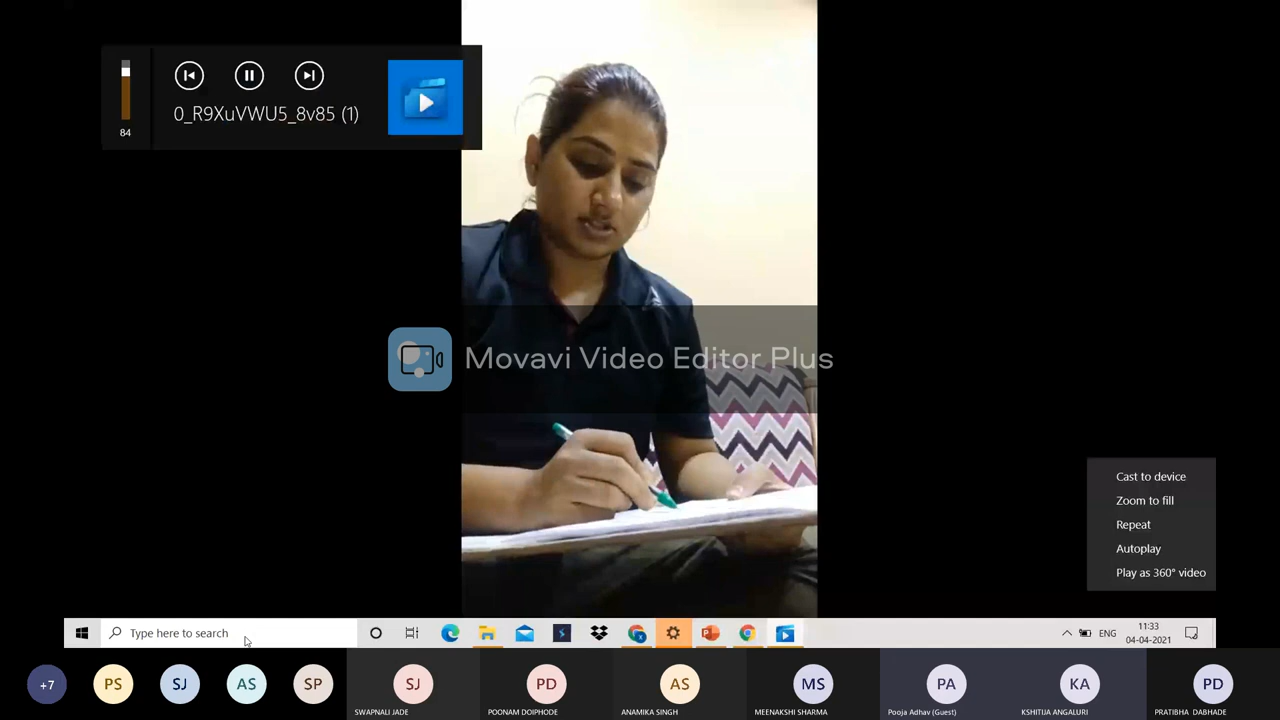 0_R9XuVWU5_8v85 (1)
84
Movavi Video Editor Plus
Cast to device
Zoom to fill
Repeat
Autoplay
Play as 360° video
Type here to search
ENG
11:33
04-04-2021
+7
PS
SJ
AS
SP
SJ
SWAPNALI JADE
PD
POONAM DOIPHODE
AS
ANAMIKA SINGH
MS
MEENAKSHI SHARMA
PA
Pooja Adhav (Guest)
KA
KSHITIJA ANGALURI
PD
PRATIBHA DABHADE